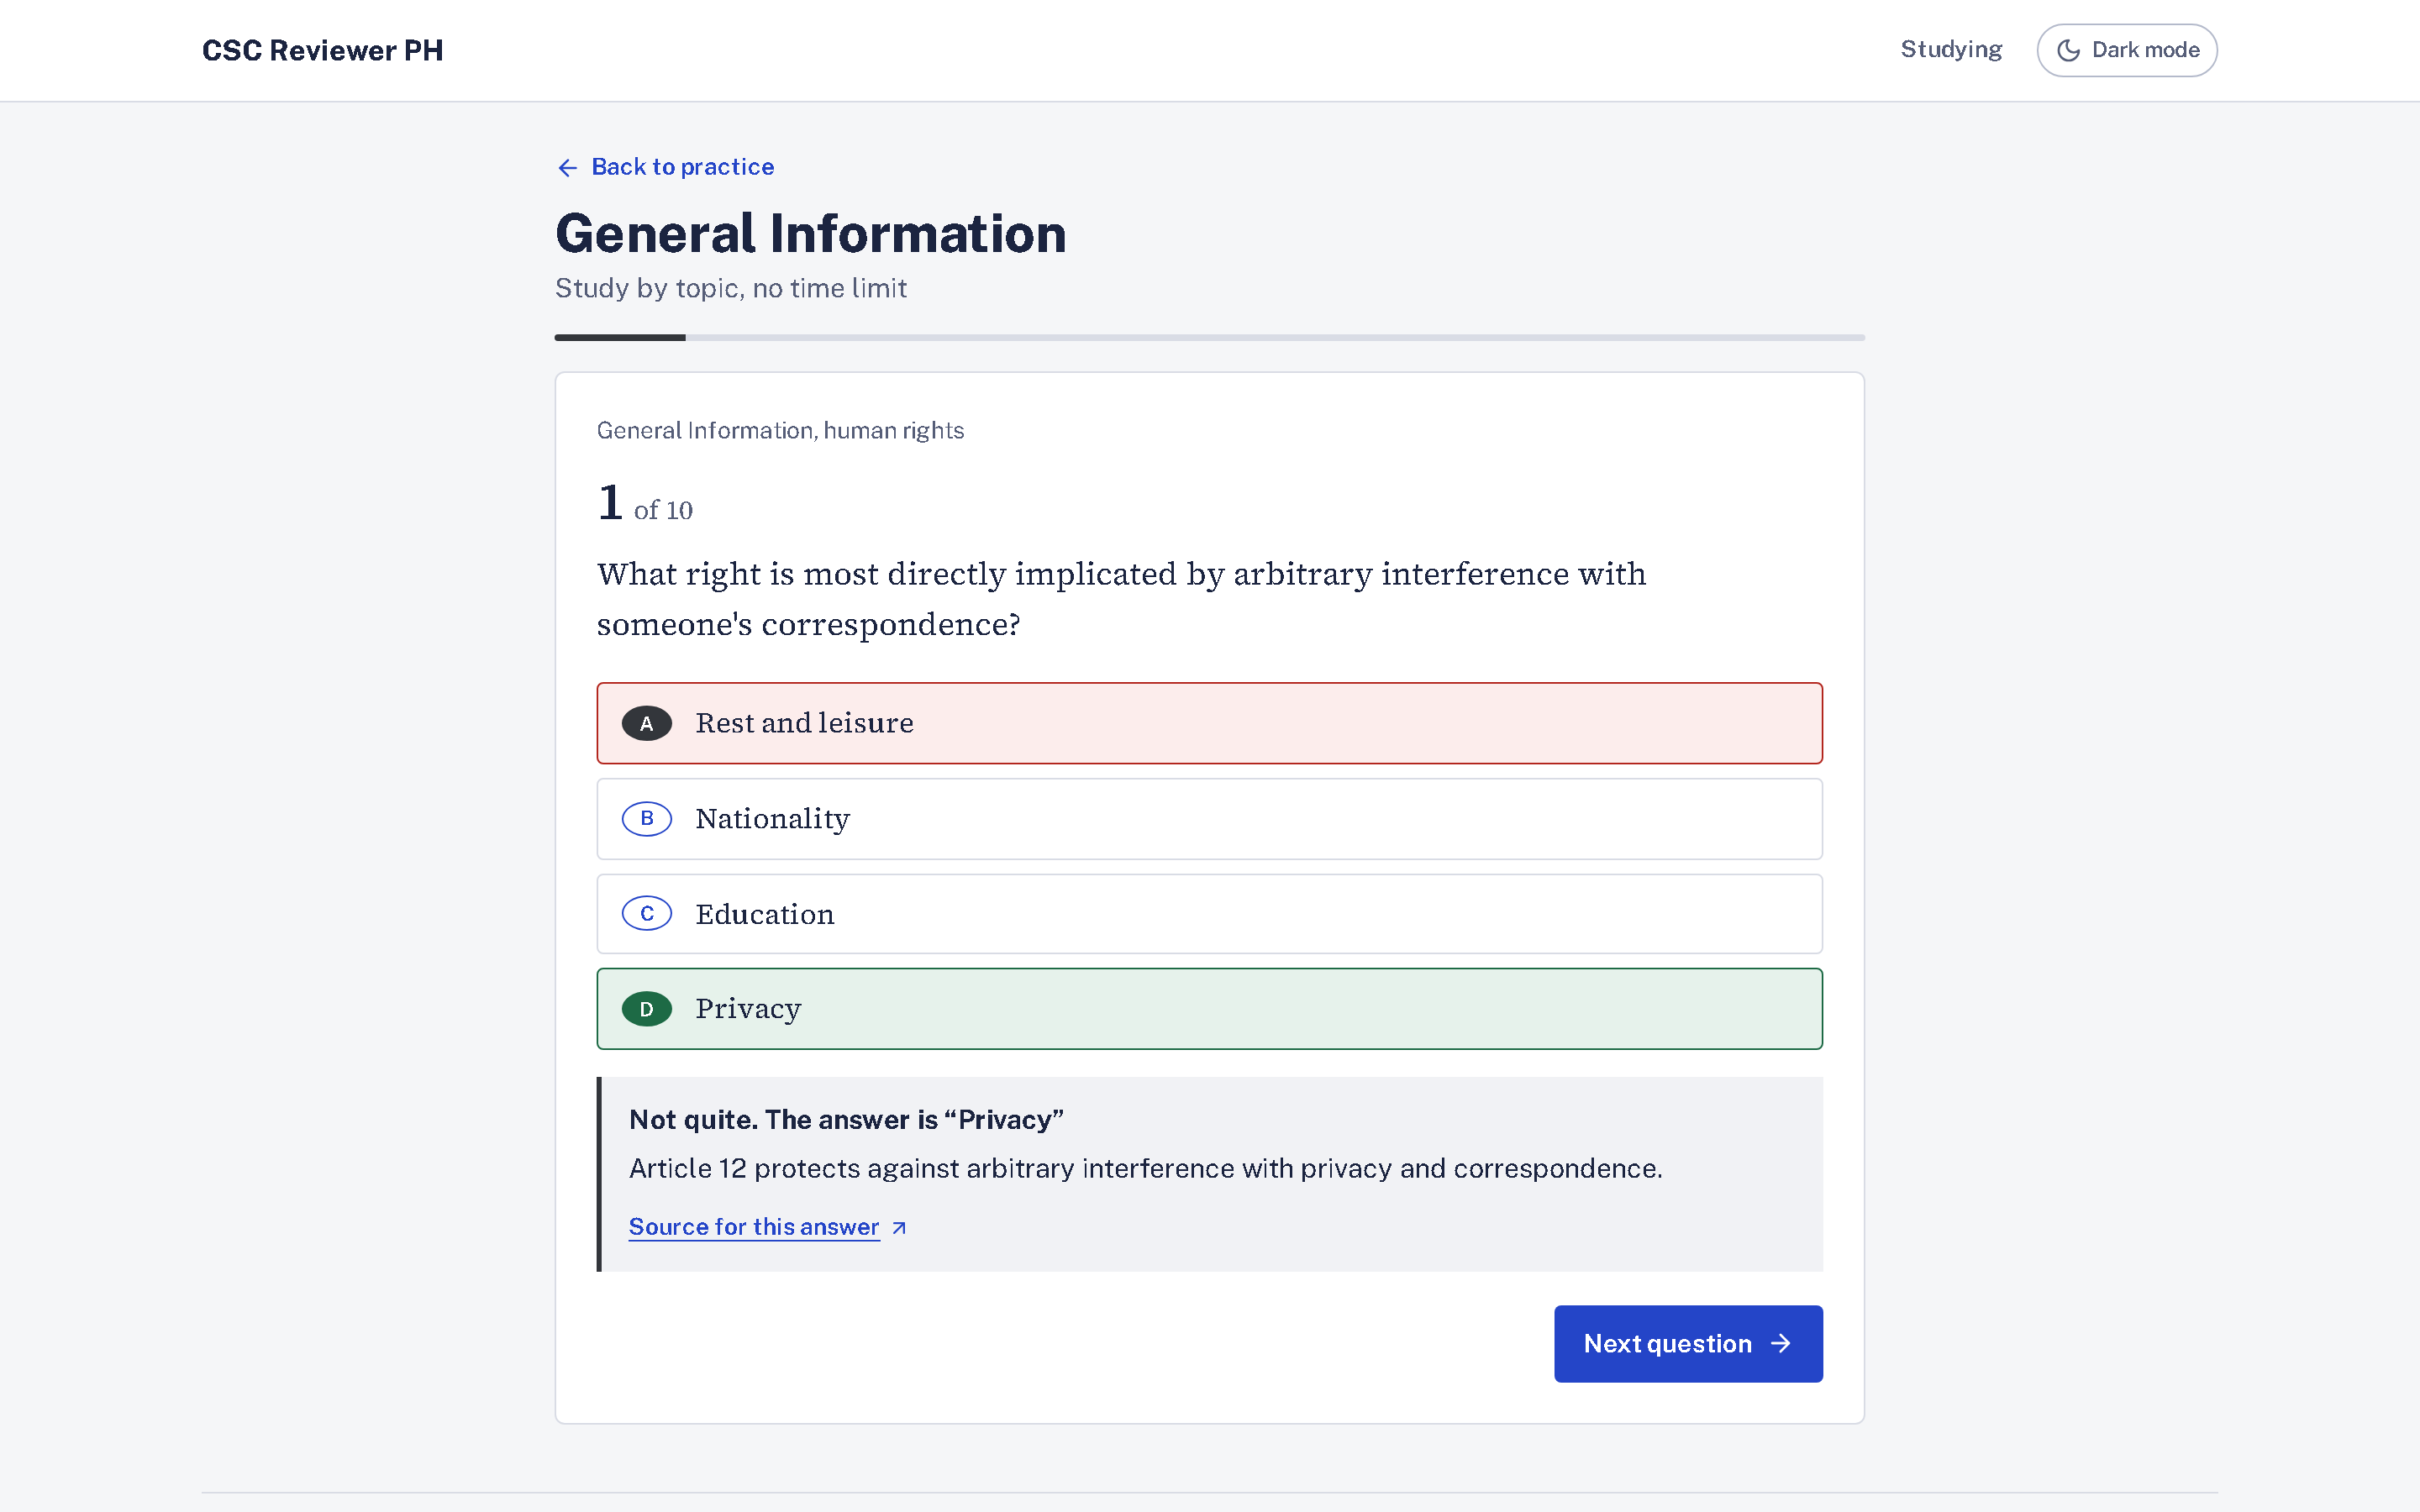 CSC Reviewer PH
Studying
Dark mode
Back to practice
General Information
Study by topic, no time limit
General Information, human rights
1 of 10
What right is most directly implicated by arbitrary interference with
someone's correspondence?
A Rest and leisure
B Nationality
C Education
D Privacy
Not quite. The answer is “Privacy”
Article 12 protects against arbitrary interference with privacy and correspondence.
Source for this answer
Next question